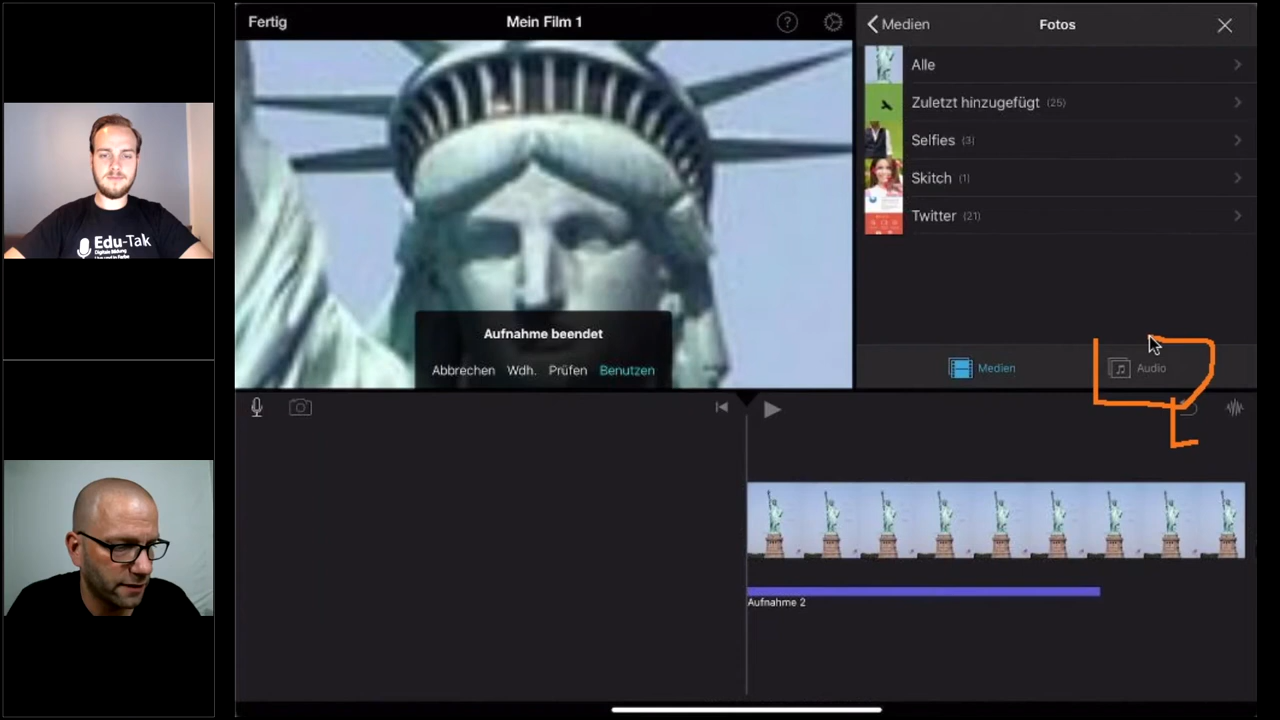 Fertig
Mein Film 1
?
Medien
Fotos
Alle
Zuletzt hinzugefügt (25)
Selfies (3)
Skitch (1)
Twitter (21)
Medien
Audio
Aufnahme beendet
Abbrechen Wdh. Prüfen Benutzen
Aufnahme 2
Edu-Tak